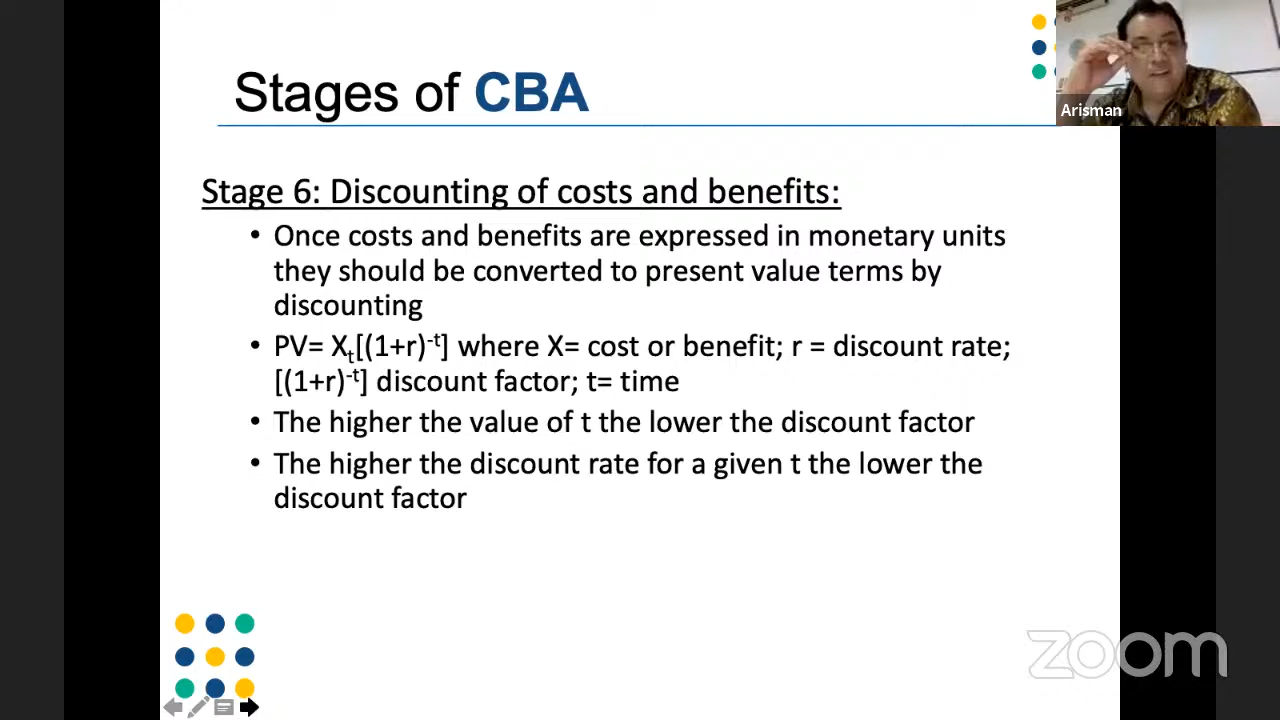 Stages of CBA
Arisman
Stage 6: Discounting of costs and benefits:
• Once costs and benefits are expressed in monetary units
they should be converted to present value terms by
discounting
• PV= Xₜ[(1+r)⁻ᵗ] where X= cost or benefit; r = discount rate;
[(1+r)⁻ᵗ] discount factor; t= time
• The higher the value of t the lower the discount factor
• The higher the discount rate for a given t the lower the
discount factor
zoom